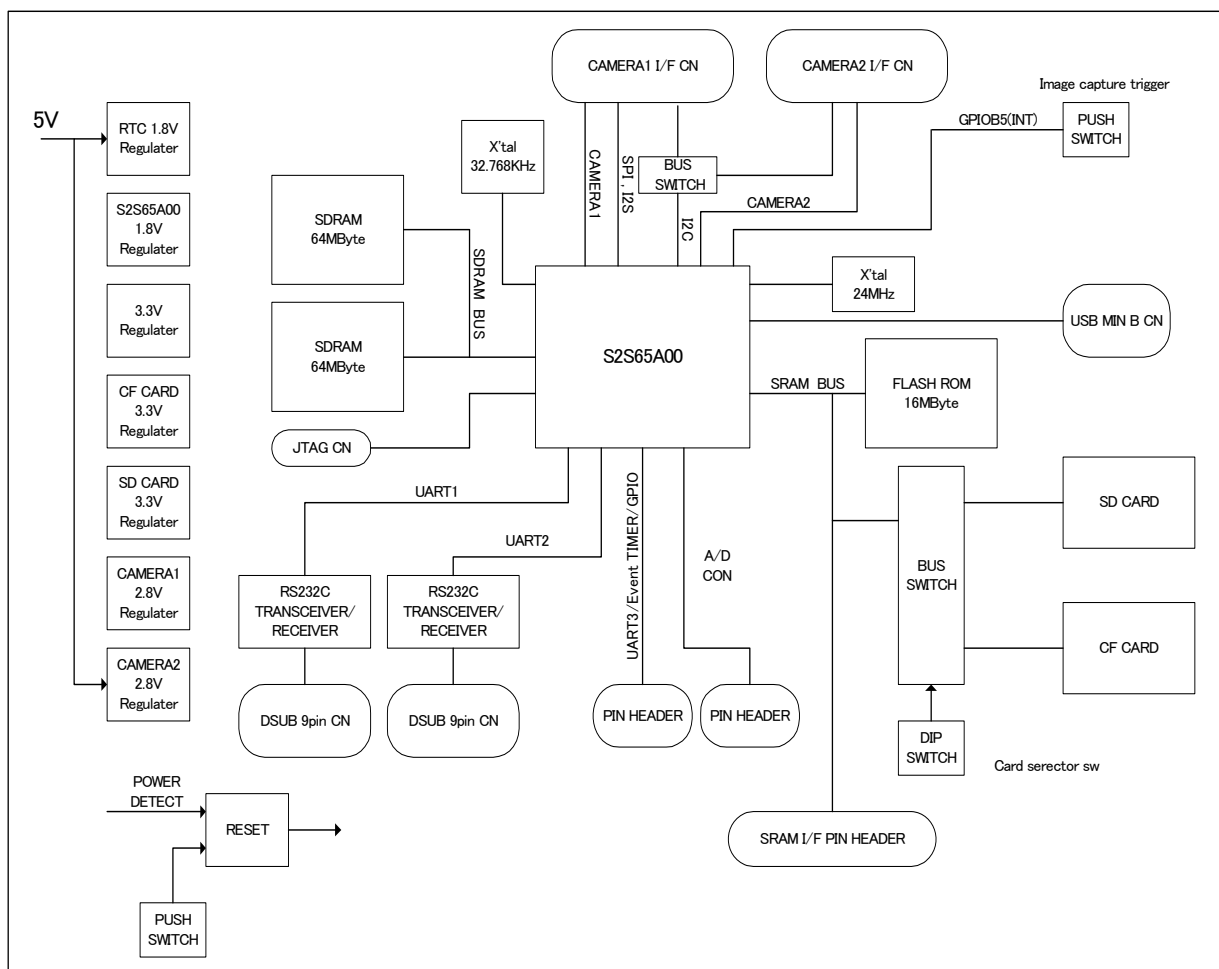 CAMERA1 I/F CN
CAMERA2 I/F CN
Image capture trigger
5V
RTC 1.8V
Regulater
X'tal
32.768KHz
GPIOB5(INT)
PUSH
SWITCH
BUS
SWITCH
CAMERA1
SPI , I2S
I2C
CAMERA2
S2S65A00
1.8V
Regulater
SDRAM
64MByte
SDRAM BUS
X'tal
24MHz
3.3V
Regulater
SDRAM
64MByte
S2S65A00
USB MIN B CN
CF CARD
3.3V
Regulater
SRAM BUS
FLASH ROM
16MByte
JTAG CN
SD CARD
3.3V
Regulater
UART1
UART2
UART3/Event TIMER/GPIO
A/D
CON
SD CARD
CAMERA1
2.8V
Regulater
RS232C
TRANSCEIVER/
RECEIVER
RS232C
TRANSCEIVER/
RECEIVER
BUS
SWITCH
CF CARD
CAMERA2
2.8V
Regulater
DSUB 9pin CN
DSUB 9pin CN
PIN HEADER
PIN HEADER
DIP
SWITCH
Card serector sw
POWER
DETECT
RESET
SRAM I/F PIN HEADER
PUSH
SWITCH